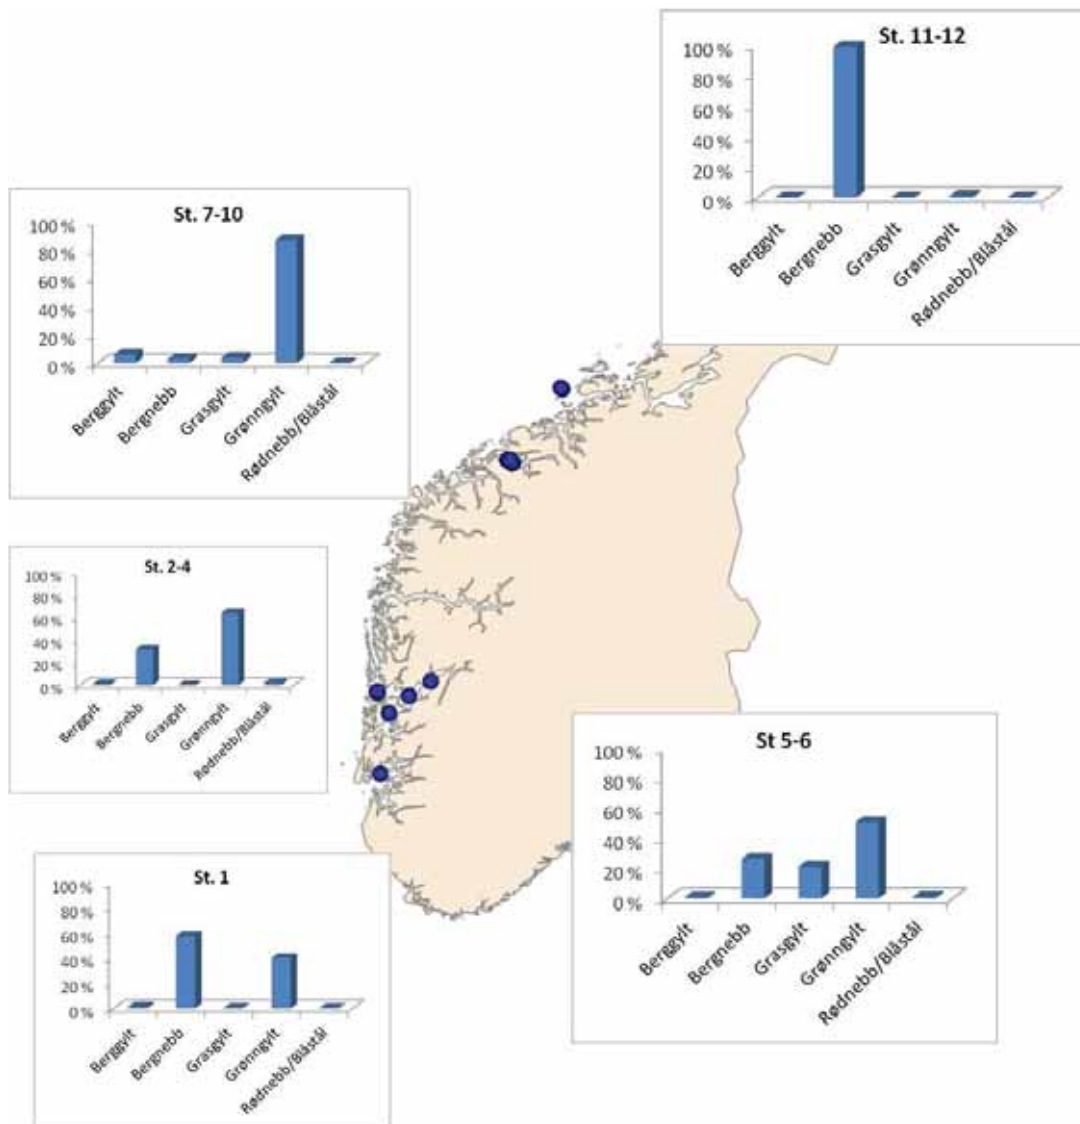 St. 11-12
100 %
80 %
60 %
40 %
20 %
0 %
Berggylt
Bergnebb
Grasgylt
Grønngylt
Rødnebb/Blåstål
St. 7-10
100 %
80 %
60 %
40 %
20 %
0 %
Berggylt
Bergnebb
Grasgylt
Grønngylt
Rødnebb/Blåstål
St. 2-4
100 %
80 %
60 %
40 %
20 %
0 %
Berggylt
Bergnebb
Grasgylt
Grønngylt
Rødnebb/Blåstål
St 5-6
100 %
80 %
60 %
40 %
20 %
0 %
Berggylt
Bergnebb
Grasgylt
Grønngylt
Rødnebb/Blåstål
St. 1
100 %
80 %
60 %
40 %
20 %
0 %
Berggylt
Bergnebb
Grasgylt
Grønngylt
Rødnebb/Blåstål